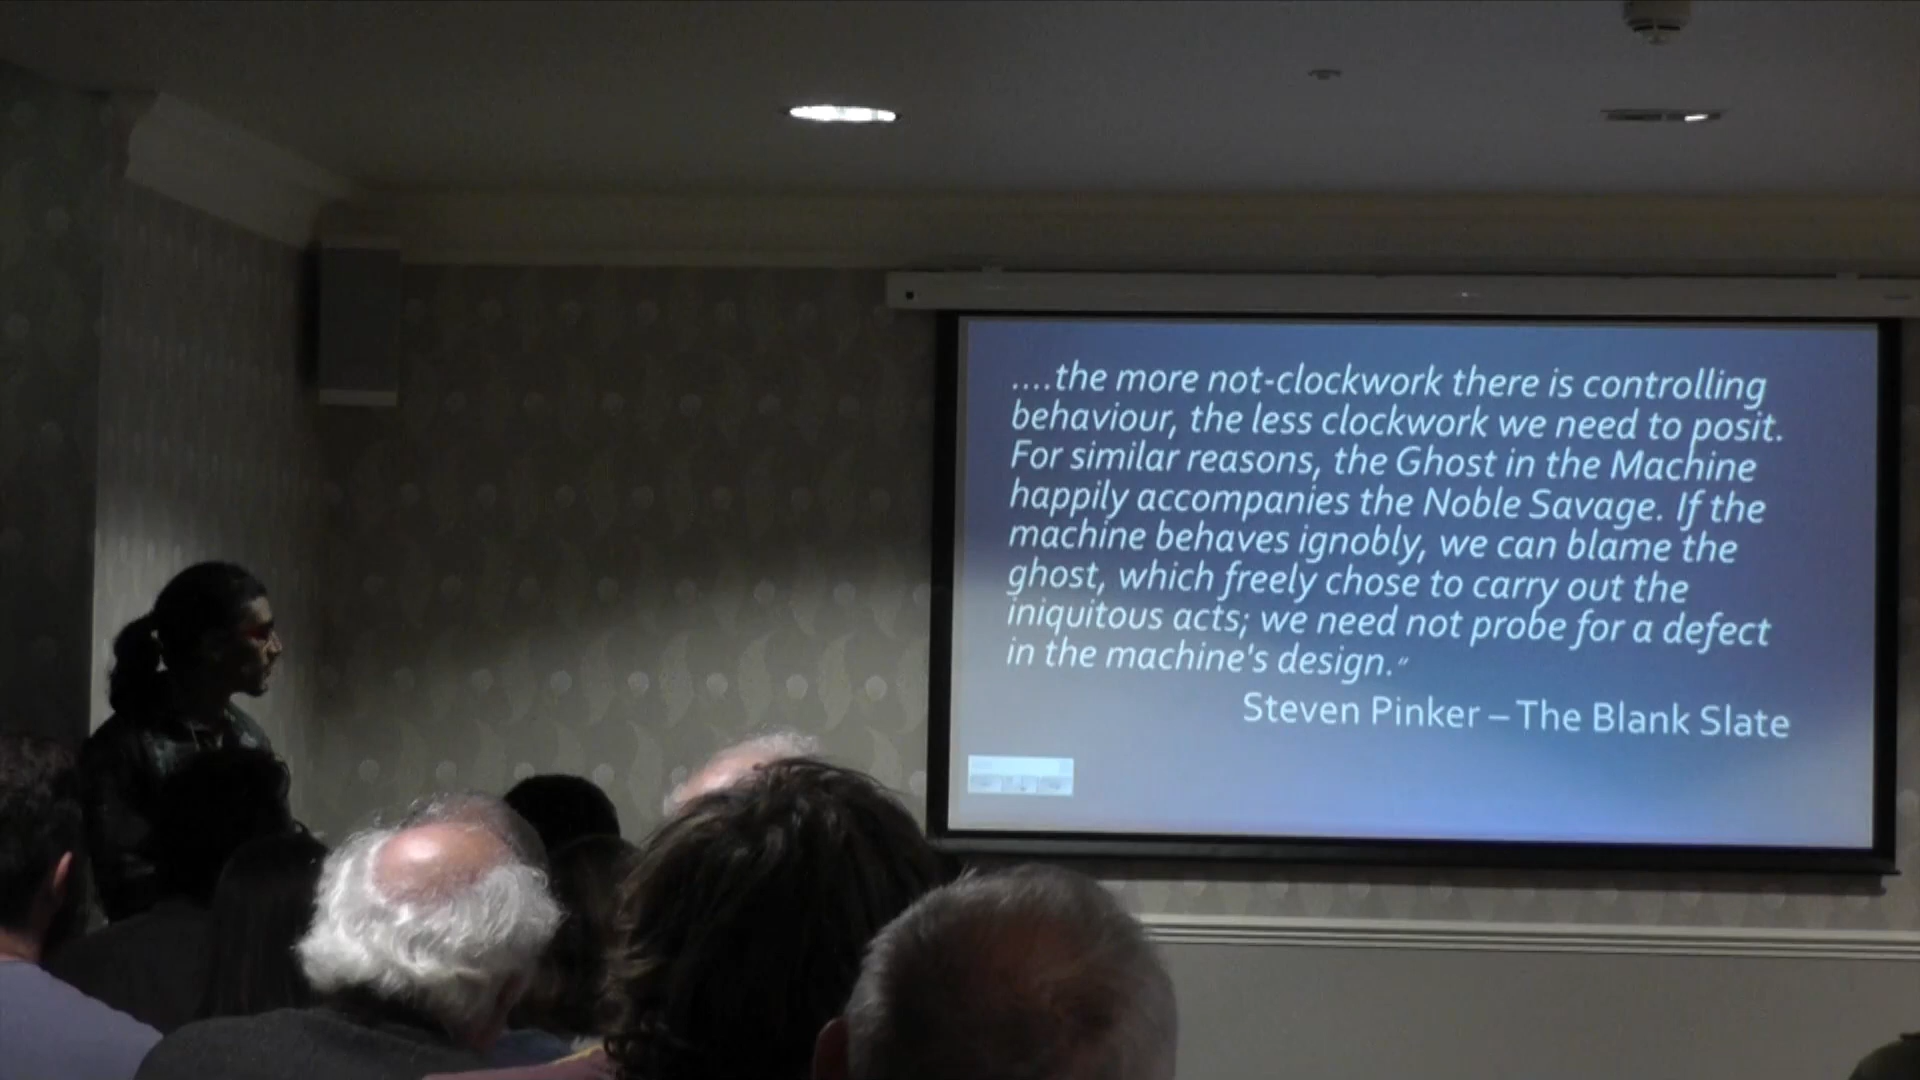 ....the more not-clockwork there is controlling
behaviour, the less clockwork we need to posit.
For similar reasons, the Ghost in the Machine
happily accompanies the Noble Savage. If the
machine behaves ignobly, we can blame the
ghost, which freely chose to carry out the
iniquitous acts; we need not probe for a defect
in the machine's design."
Steven Pinker – The Blank Slate